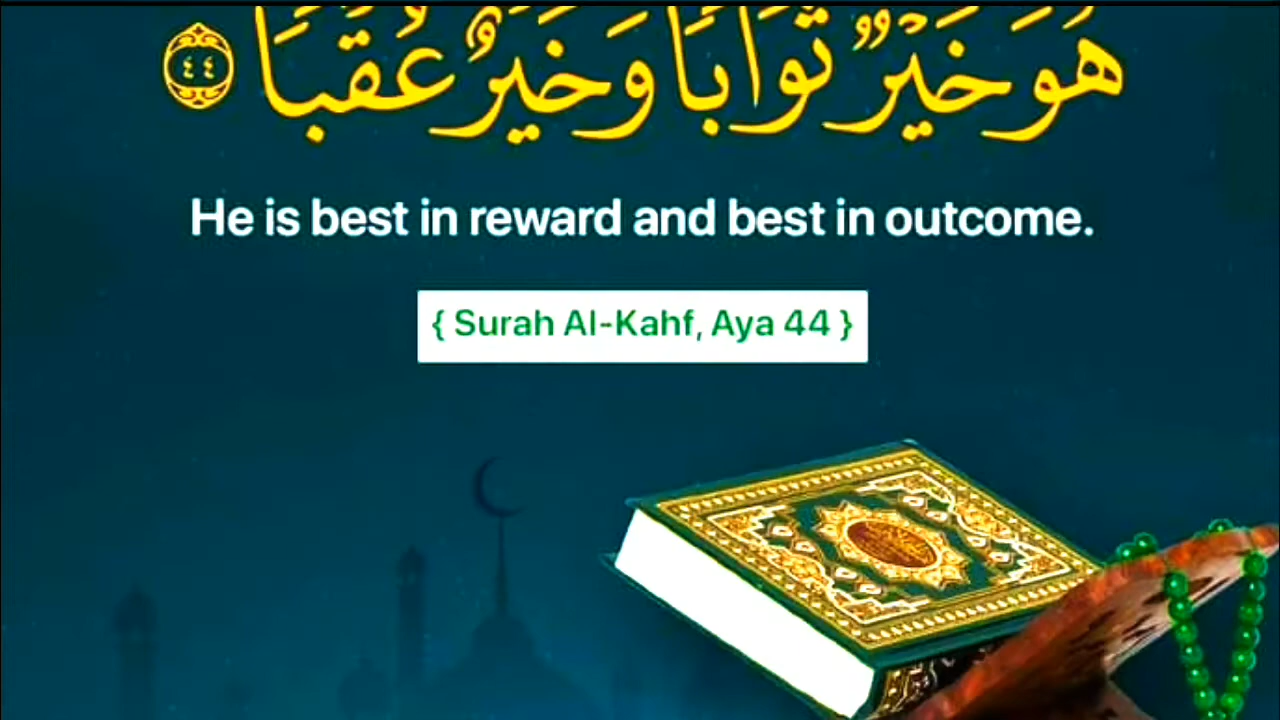 هُوَ خَيْرٌ ثَوَابًا وَخَيْرٌ عُقْبًا ٤٤
He is best in reward and best in outcome.
{ Surah Al-Kahf, Aya 44 }